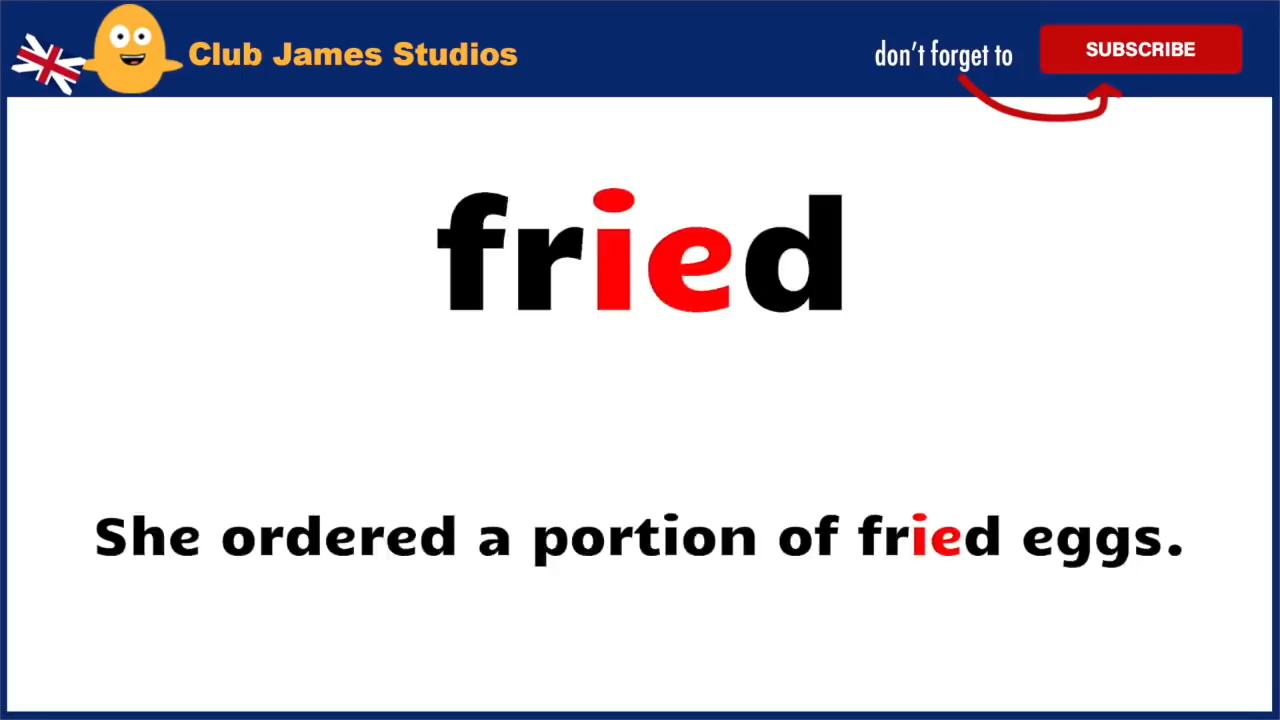 Club James Studios
don't forget to
SUBSCRIBE
fried
She ordered a portion of fried eggs.